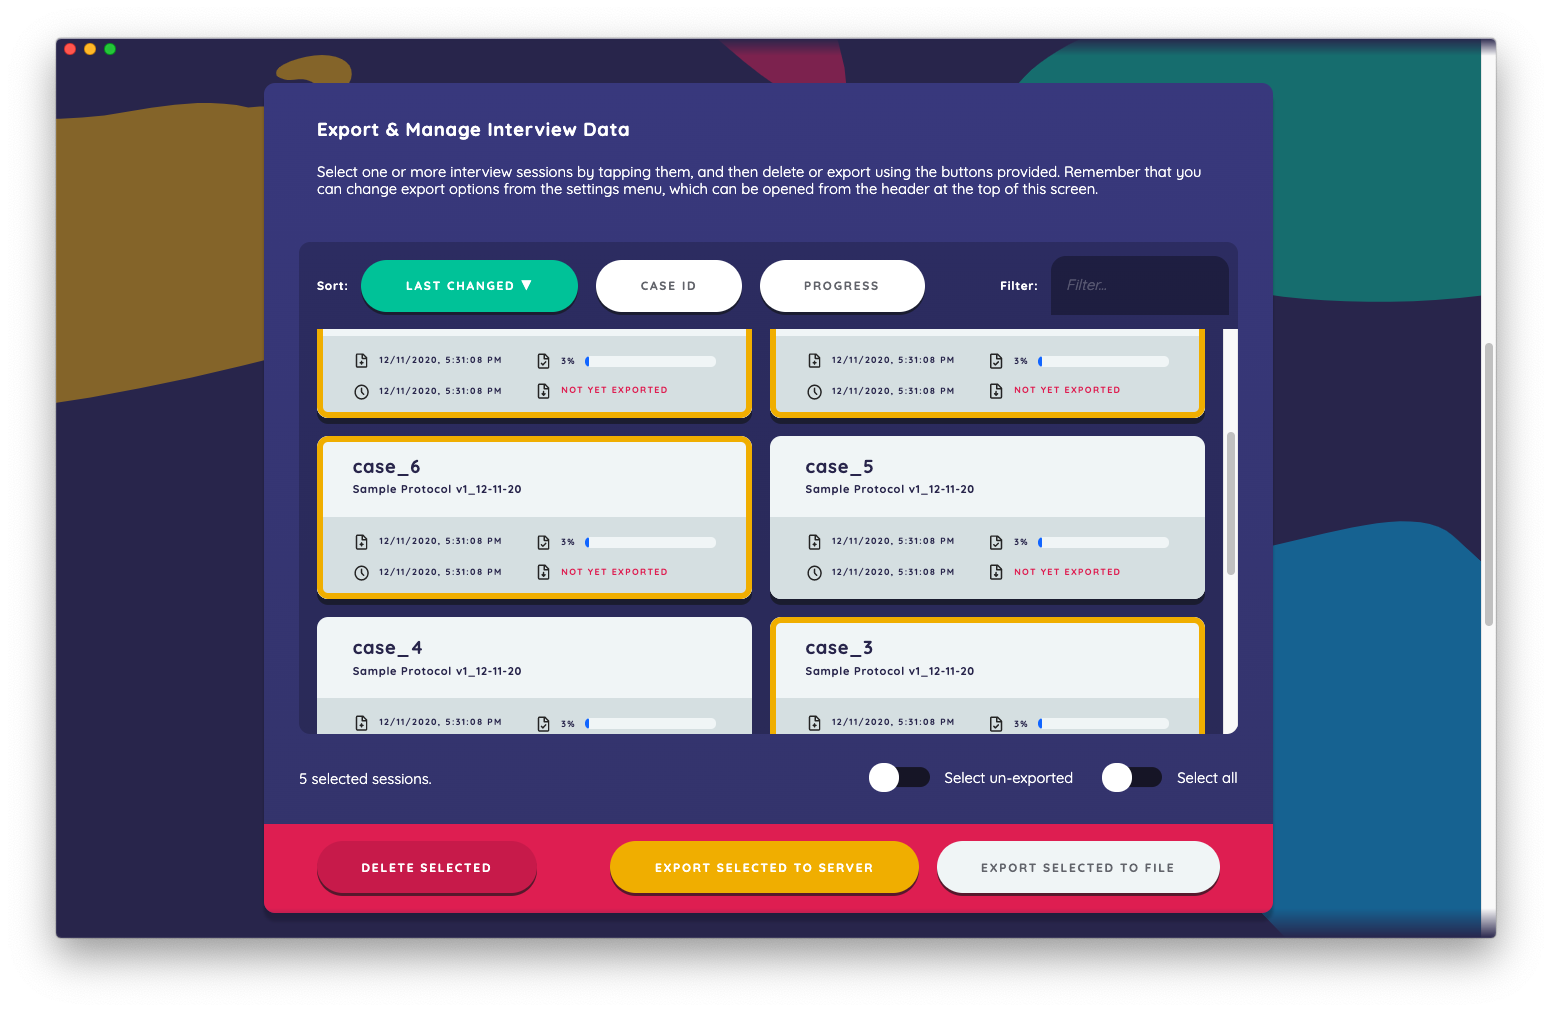 Export & Manage Interview Data
Select one or more interview sessions by tapping them, and then delete or export using the buttons provided. Remember that you
can change export options from the settings menu, which can be opened from the header at the top of this screen.
Sort: LAST CHANGED ▼ CASE ID PROGRESS Filter: Filter...
12/11/2020, 5:31:08 PM 3% 12/11/2020, 5:31:08 PM 3%
12/11/2020, 5:31:08 PM NOT YET EXPORTED 12/11/2020, 5:31:08 PM NOT YET EXPORTED
case_6 case_5
Sample Protocol v1_12-11-20 Sample Protocol v1_12-11-20
12/11/2020, 5:31:08 PM 3% 12/11/2020, 5:31:08 PM 3%
12/11/2020, 5:31:08 PM NOT YET EXPORTED 12/11/2020, 5:31:08 PM NOT YET EXPORTED
case_4 case_3
Sample Protocol v1_12-11-20 Sample Protocol v1_12-11-20
12/11/2020, 5:31:08 PM 3% 12/11/2020, 5:31:08 PM 3%
5 selected sessions. Select un-exported Select all
DELETE SELECTED EXPORT SELECTED TO SERVER EXPORT SELECTED TO FILE